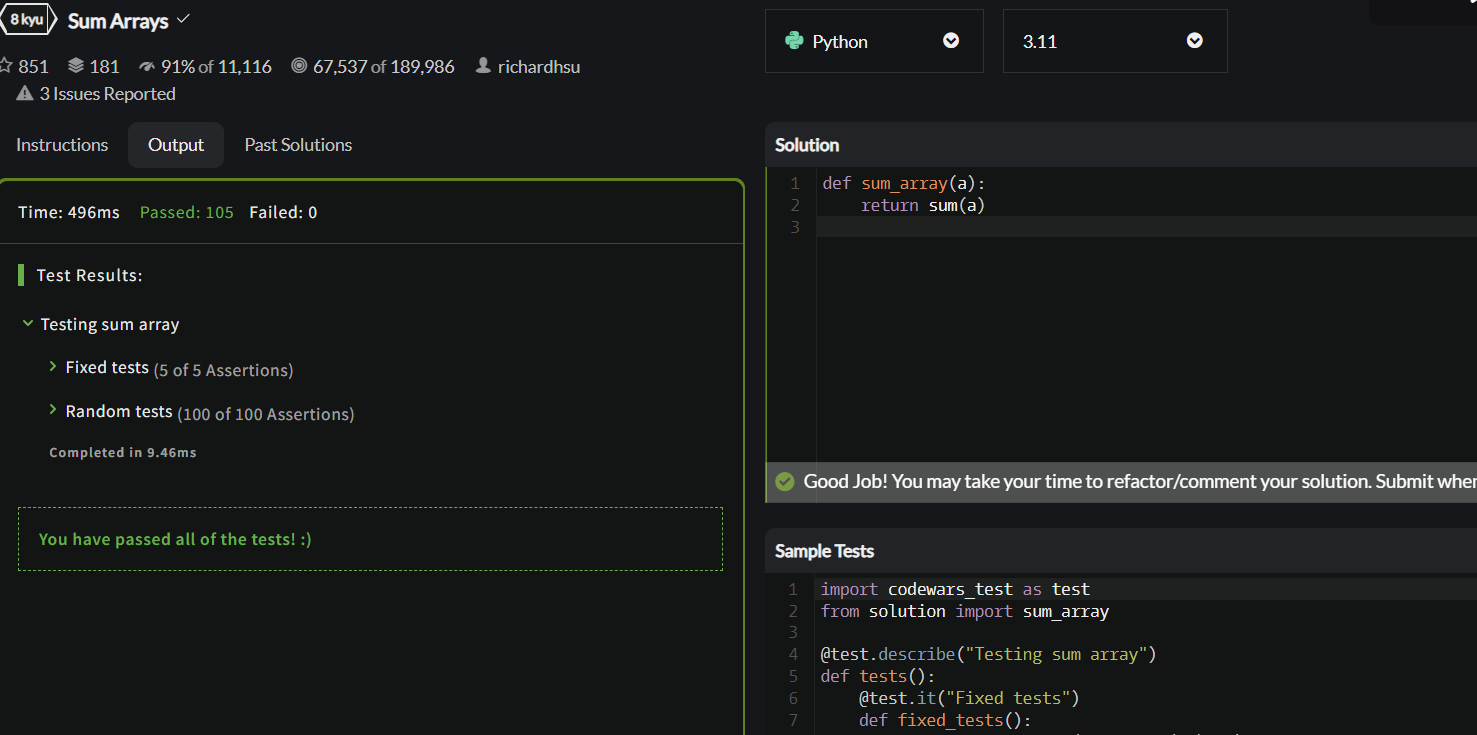 8 kyu Sum Arrays
851 181 91% of 11,116 67,537 of 189,986 richardhsu
3 Issues Reported
Instructions Output Past Solutions
Time: 496ms Passed: 105 Failed: 0
Test Results:
Testing sum array
Fixed tests (5 of 5 Assertions)
Random tests (100 of 100 Assertions)
Completed in 9.46ms
You have passed all of the tests! :)
Python 3.11
Solution
1 def sum_array(a):
2     return sum(a)
3
Good Job! You may take your time to refactor/comment your solution. Submit
Sample Tests
1 import codewars_test as test
2 from solution import sum_array
3
4 @test.describe("Testing sum array")
5 def tests():
6     @test.it("Fixed tests")
7     def fixed_tests():